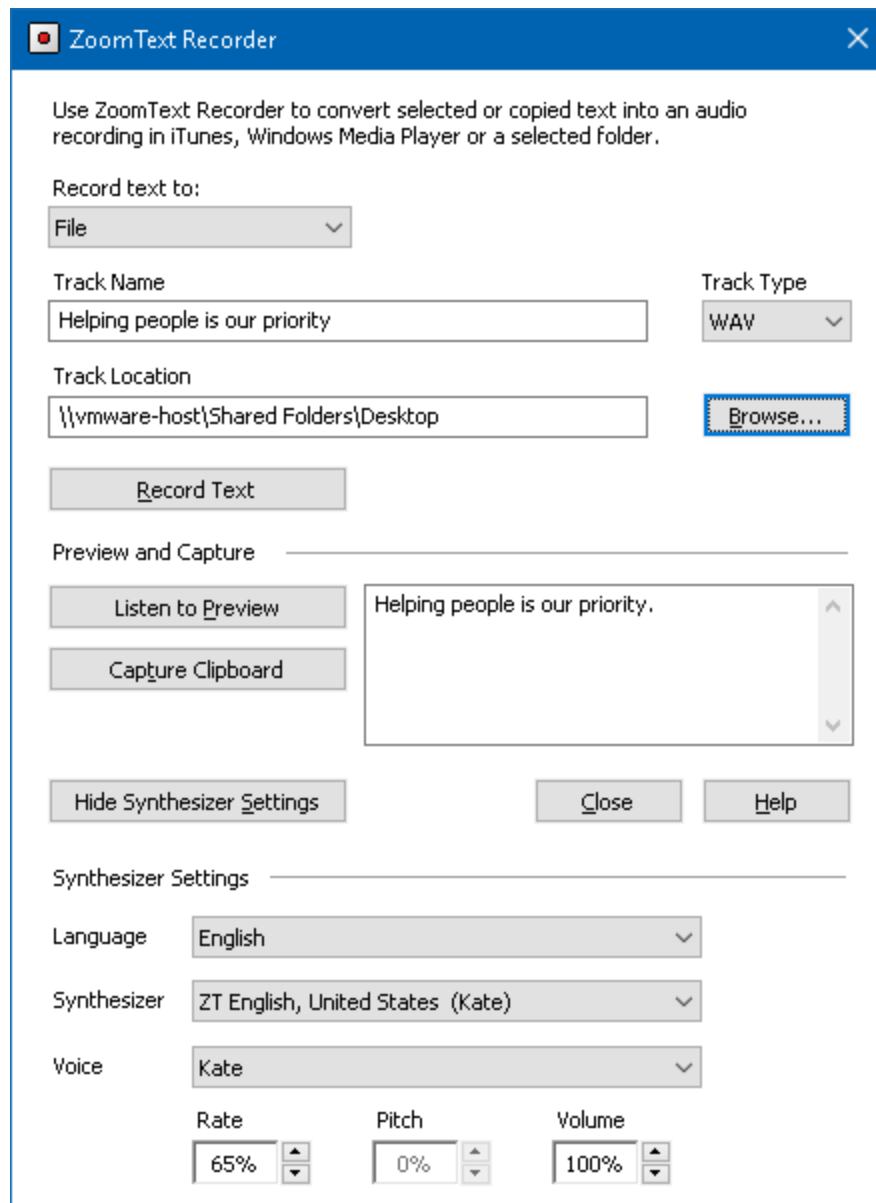 ZoomText Recorder
Use ZoomText Recorder to convert selected or copied text into an audio
recording in iTunes, Windows Media Player or a selected folder.
Record text to:
File
Track Name
Track Type
Helping people is our priority
WAV
Track Location
\\vmware-host\Shared Folders\Desktop
Browse...
Record Text
Preview and Capture
Listen to Preview
Helping people is our priority.
Capture Clipboard
Hide Synthesizer Settings
Close
Help
Synthesizer Settings
Language
English
Synthesizer
ZT English, United States (Kate)
Voice
Kate
Rate
Pitch
Volume
65%
0%
100%